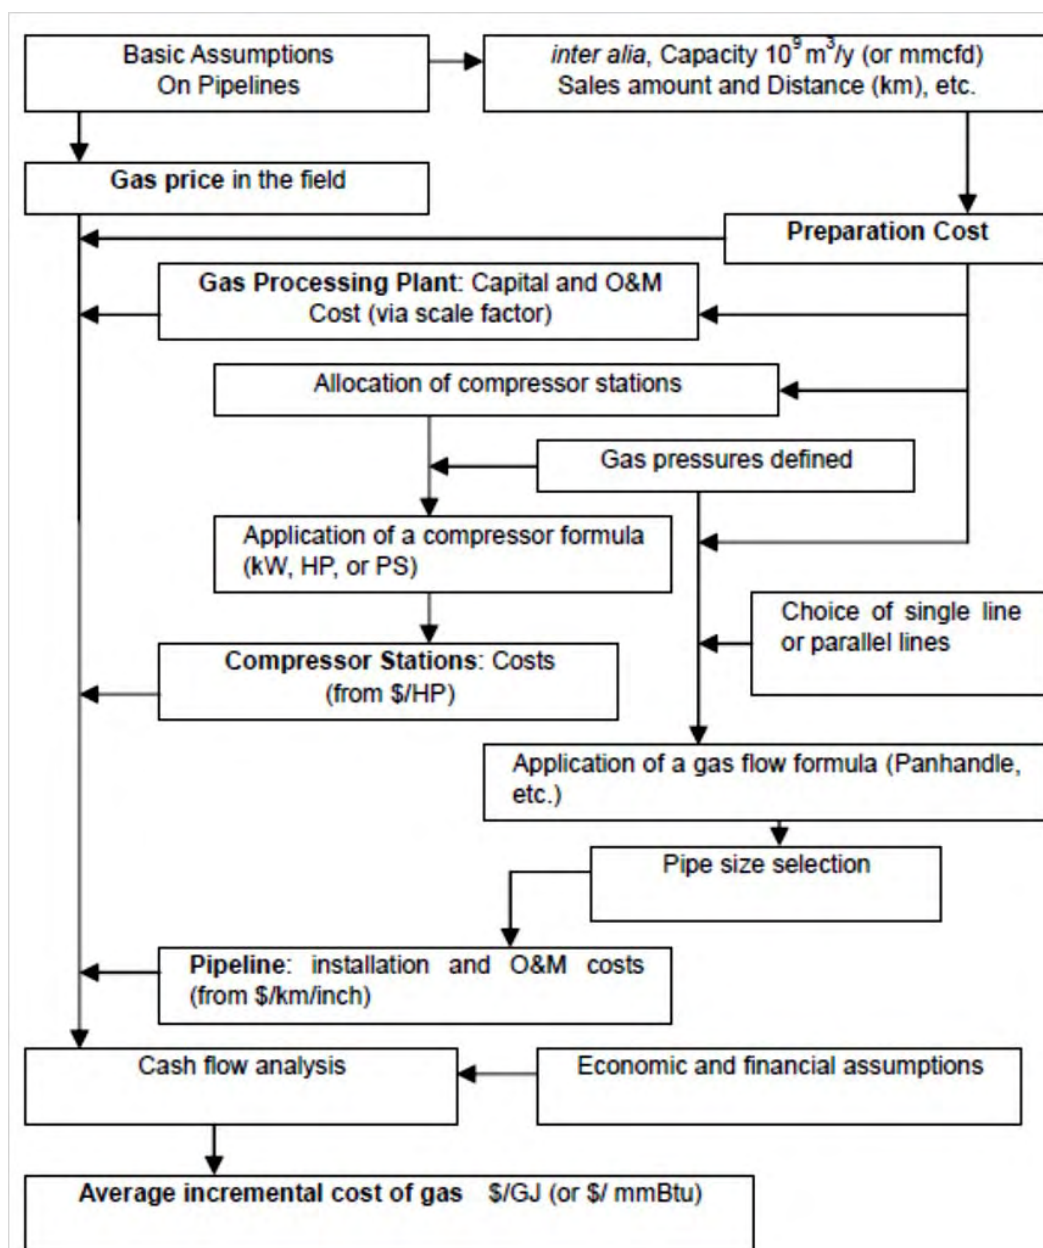 Basic Assumptions
On Pipelines
inter alia, Capacity 10⁹ m³/y (or mmcfd)
Sales amount and Distance (km), etc.
Gas price in the field
Preparation Cost
Gas Processing Plant: Capital and O&M
Cost (via scale factor)
Allocation of compressor stations
Gas pressures defined
Application of a compressor formula
(kW, HP, or PS)
Choice of single line
or parallel lines
Compressor Stations: Costs
(from $/HP)
Application of a gas flow formula (Panhandle,
etc.)
Pipe size selection
Pipeline: installation and O&M costs
(from $/km/inch)
Cash flow analysis
Economic and financial assumptions
Average incremental cost of gas $/GJ (or $/ mmBtu)